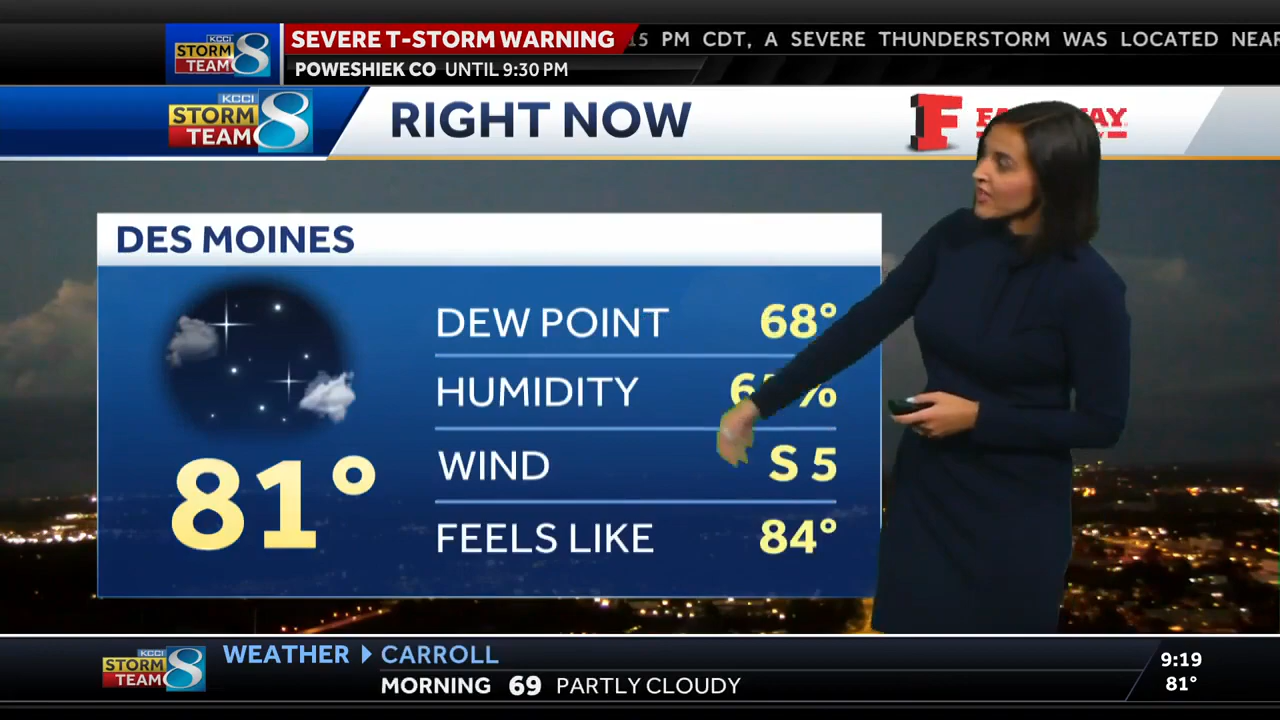 KCCI
STORM
TEAM 8
SEVERE T-STORM WARNING
15 PM CDT, A SEVERE THUNDERSTORM WAS LOCATED NEAR
POWESHIEK CO UNTIL 9:30 PM
KCCI
STORM
TEAM 8
RIGHT NOW
F
DES MOINES
81°
DEW POINT 68°
HUMIDITY
WIND S 5
FEELS LIKE 84°
KCCI
STORM
TEAM 8
WEATHER CARROLL
MORNING 69 PARTLY CLOUDY
9:19
81°